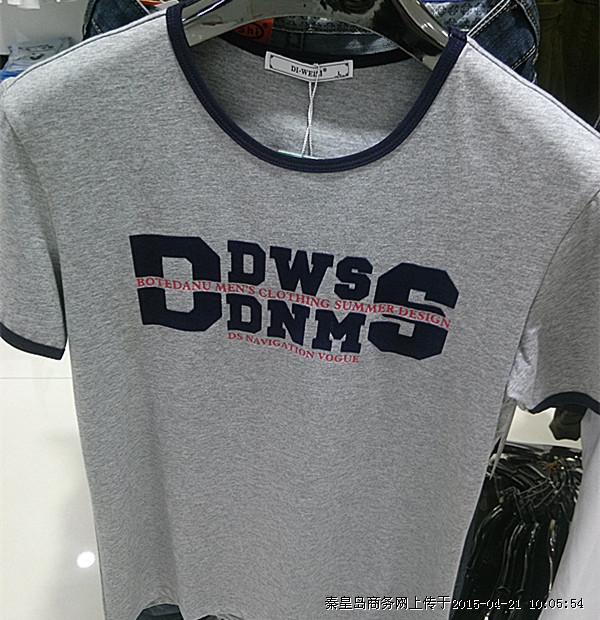 DI-WEISI®
L
D DWS S
BOTEDANU MEN'S CLOTHING SUMMER DESIGN
DNM
DS NAVIGATION VOGUE
秦皇岛商务网上传于2015-04-21 10:05:54